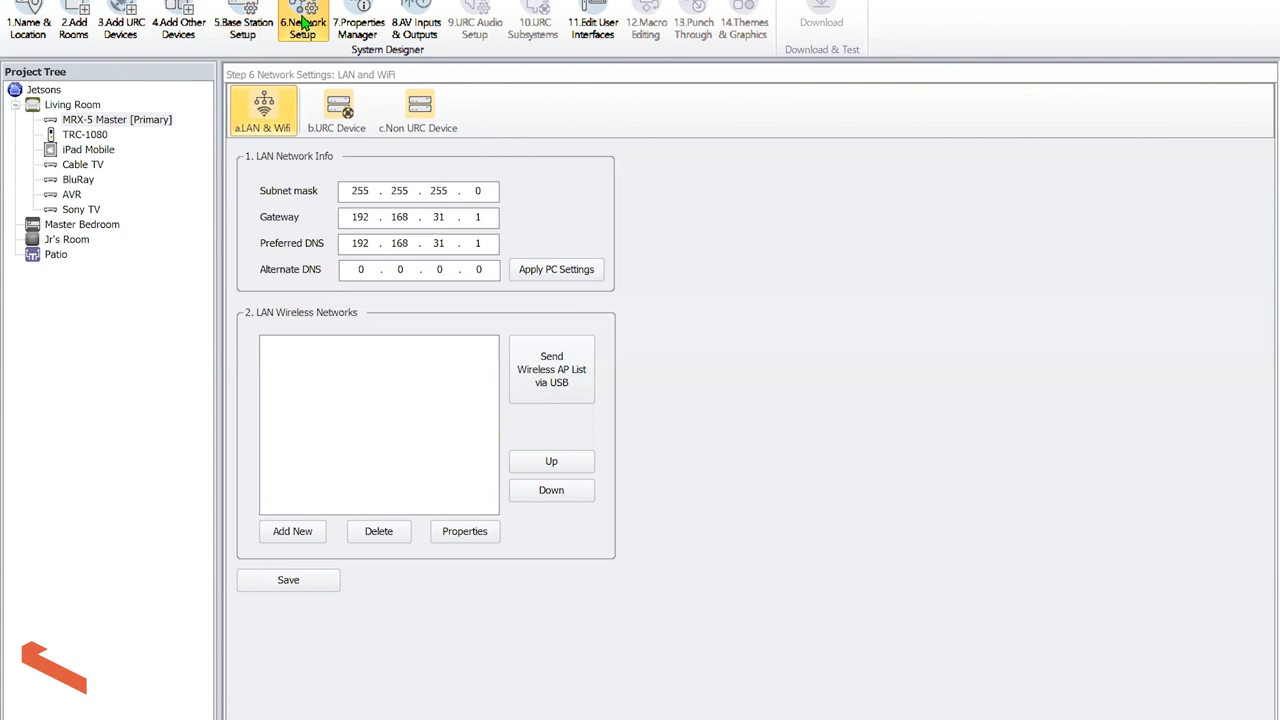 1.Name & Location
2.Add Rooms
3.Add URC Devices
4.Add Other Devices
5.Base Station Setup
6.Network Setup
7.Properties Manager
8.AV Inputs & Outputs
9.URC Audio Setup
10.URC Subsystems
11.Edit User Interfaces
12.Macro Editing
13.Punch Through
14.Themes & Graphics
Download
System Designer
Download & Test
Project Tree
Jetsons
Living Room
MRX-5 Master [Primary]
TRC-1080
iPad Mobile
Cable TV
BluRay
AVR
Sony TV
Master Bedroom
Jr's Room
Patio
Step 6 Network Settings: LAN and WiFi
a.LAN & Wifi
b.URC Device
c.Non URC Device
1. LAN Network Info
Subnet mask 255 . 255 . 255 . 0
Gateway 192 . 168 . 31 . 1
Preferred DNS 192 . 168 . 31 . 1
Alternate DNS 0 . 0 . 0 . 0 Apply PC Settings
2. LAN Wireless Networks
Send
Wireless AP List
via USB
Up
Down
Add New Delete Properties
Save